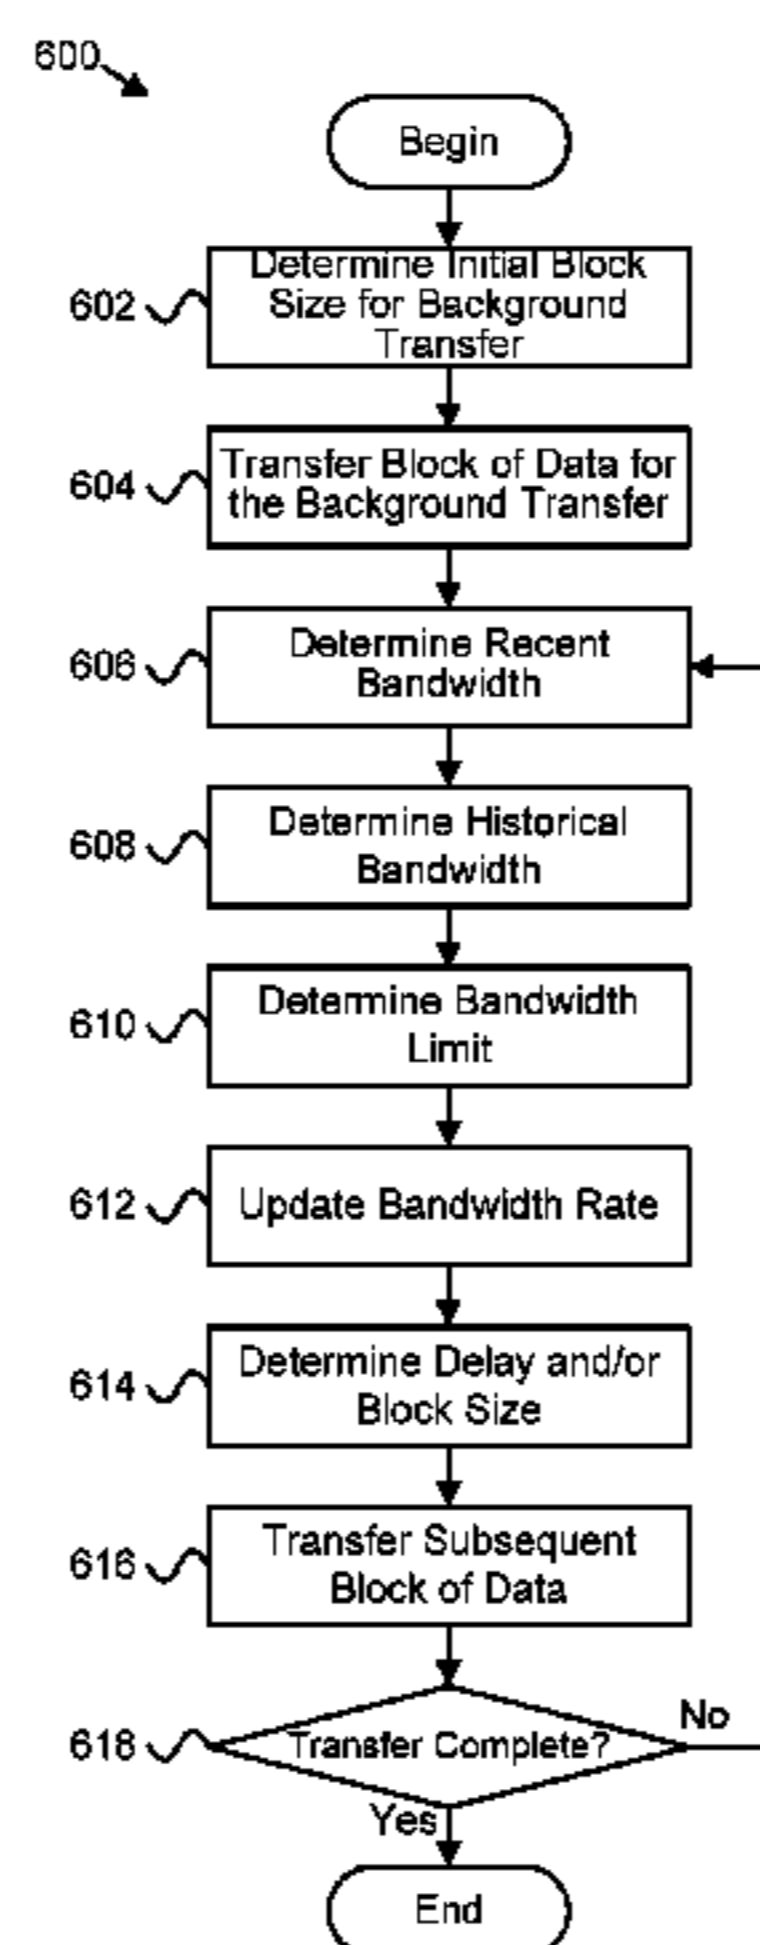 600
Begin
602
Determine Initial Block
Size for Background
Transfer
604
Transfer Block of Data for
the Background Transfer
606
Determine Recent
Bandwidth
608
Determine Historical
Bandwidth
610
Determine Bandwidth
Limit
612
Update Bandwidth Rate
614
Determine Delay and/or
Block Size
616
Transfer Subsequent
Block of Data
618
Transfer Complete?
No
Yes
End